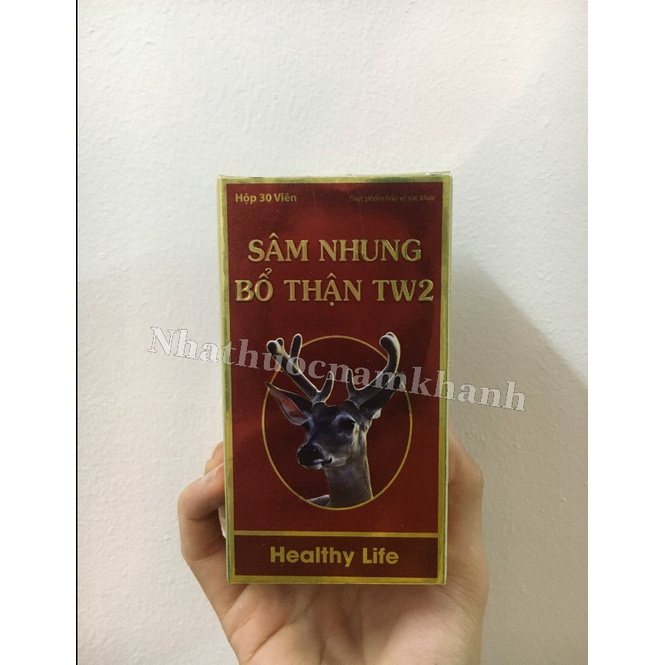 Hộp 30 Viên
Thực phẩm bảo vệ sức khỏe
SÂM NHUNG
BỔ THẬN TW2
Nhathuocnamkhanh
Healthy Life